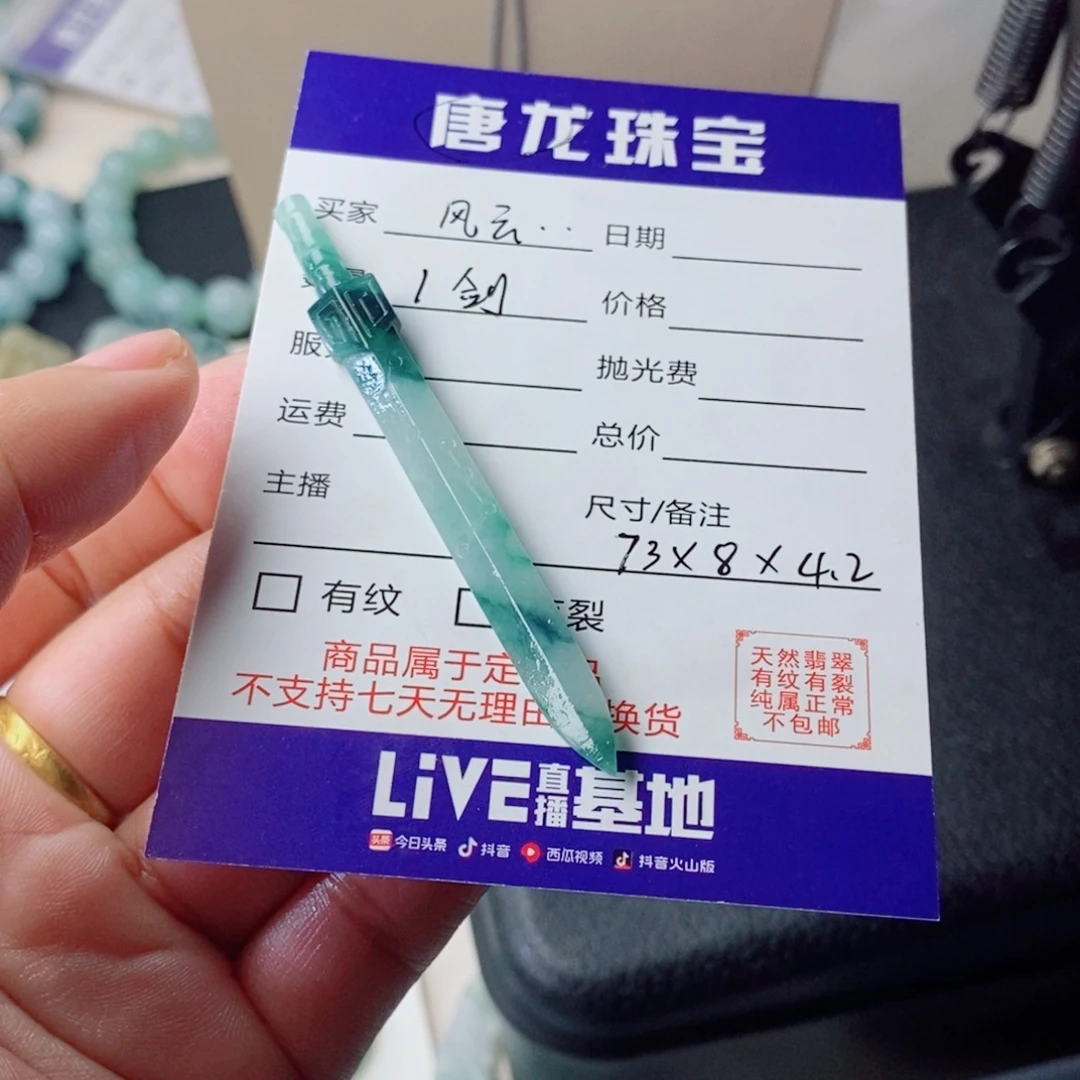 唐龙珠宝
买家 风云.. 日期
1剑 价格
服 抛光费
运费 总价
主播 尺寸/备注
73×8×4.2
有纹 裂
商品属于定
不支持七天无理由 换货
天然翡翠
有纹有裂
纯属正常
不包邮
LiVE直播基地
头条 今日头条 抖音 西瓜视频 抖音火山版